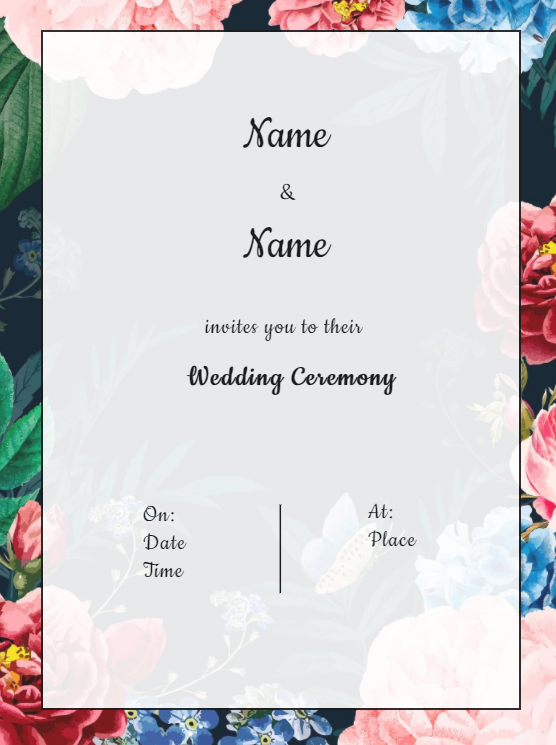 Name
&
Name
invites you to their
Wedding Ceremony
On:
Date
Time
At:
Place